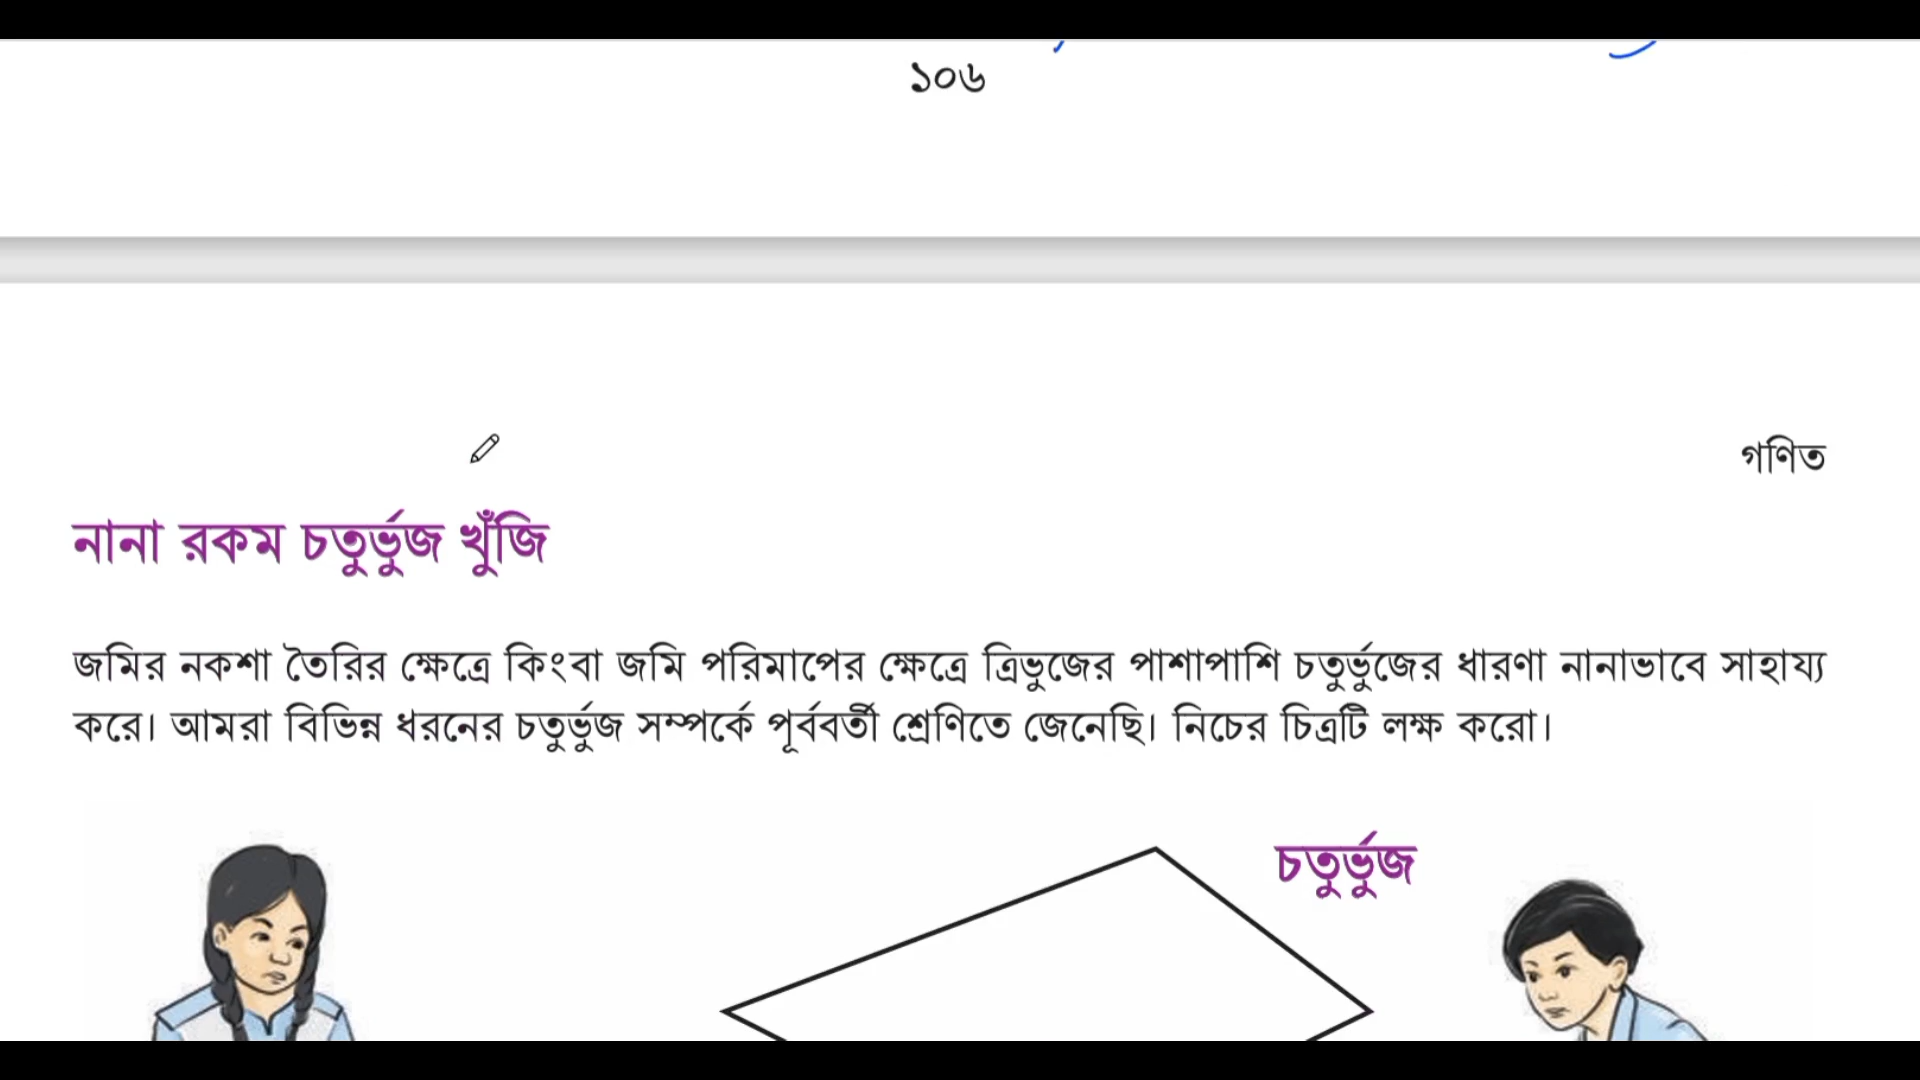 ১০৬
গণিত
নানা রকম চতুর্ভুজ খুঁজি
জমির নকশা তৈরির ক্ষেত্রে কিংবা জমি পরিমাপের ক্ষেত্রে ত্রিভুজের পাশাপাশি চতুর্ভুজের ধারণা নানাভাবে সাহায্য
করে। আমরা বিভিন্ন ধরনের চতুর্ভুজ সম্পর্কে পূর্ববর্তী শ্রেণিতে জেনেছি। নিচের চিত্রটি লক্ষ করো।
চতুর্ভুজ